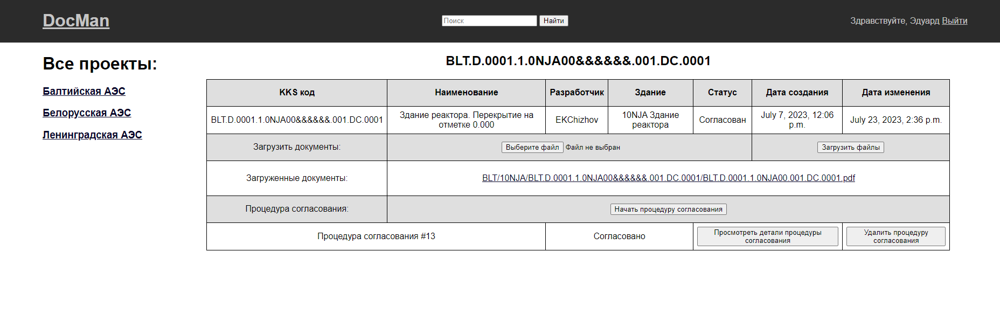 DocMan
Поиск
Найти
Здравствуйте, Эдуард Выйти
Все проекты:
Балтийская АЭС
Белорусская АЭС
Ленинградская АЭС
BLT.D.0001.1.0NJA00&&&&&&.001.DC.0001
KKS код Наименование Разработчик Здание Статус Дата создания Дата изменения
BLT.D.0001.1.0NJA00&&&&&&.001.DC.0001
Здание реактора. Перекрытие на
отметке 0.000
EKChizhov
10NJA Здание
реактора
Согласован
July 7, 2023, 12:06
p.m.
July 23, 2023, 2:36 p.m.
Загрузить документы:
Выберите файл Файл не выбран
Загрузить файлы
Загруженные документы:
BLT/10NJA/BLT.D.0001.1.0NJA00&&&&&&.001.DC.0001/BLT.D.0001.1.0NJA00.001.DC.0001.pdf
Процедура согласования:
Начать процедуру согласования
Процедура согласования #13
Согласовано
Просмотреть детали процедуры
согласования
Удалить процедуру
согласования